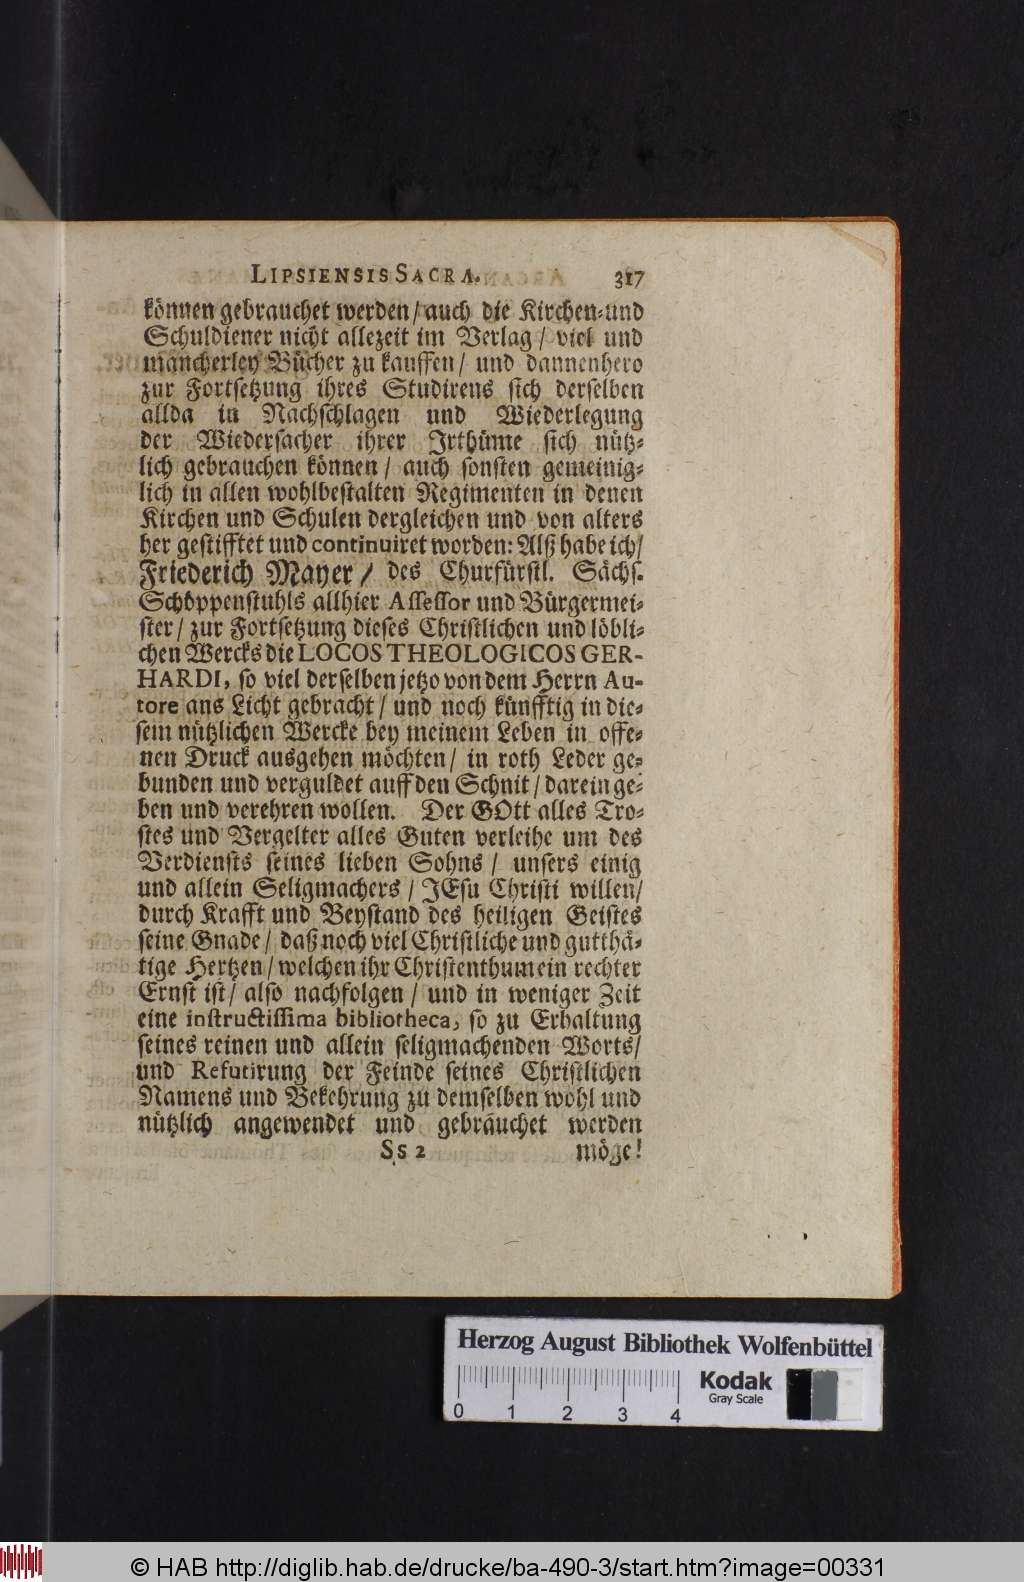 LIPSIENSIS SACRA. 317
können gebrauchet werden / auch die Kirchen-und
Schuldiener nicht allezeit im Verlag / viel und
mancherley Bücher zu kauffen / und dannenhero
zur Fortsetzung ihres Studirens sich derselben
allda in Nachschlagen und Wiederlegung
der Wiedersacher ihrer Irthüme sich nütz-
lich gebrauchen können / auch sonsten gemeinig-
lich in allen wohlbestalten Regimenten in denen
Kirchen und Schulen dergleichen und von alters
her gestifftet und continuiret worden: Alß habe ich /
Friederich Mayer / des Churfürstl. Sächs.
Schöppenstuhls allhier Assessor und Bürgermei-
ster / zur Fortsetzung dieses Christlichen und löbli-
chen Wercks die LOCOS THEOLOGICOS GER-
HARDI, so viel derselben jetzo von dem Herrn Au-
tore ans Licht gebracht / und noch künfftig in die-
sem nützlichen Wercke bey meinem Leben in offe-
nen Druck ausgehen möchten / in roth Leder ge-
bunden und verguldet auff den Schnit / darein ge-
ben und verehren wollen. Der GOtt alles Tro-
stes und Vergelter alles Guten verleihe um des
Verdiensts seines lieben Sohns / unsers einig
und allein Seligmachers / JEsu Christi willen /
durch Krafft und Beystand des heiligen Geistes
seine Gnade / daß noch viel Christliche und gutthä-
tige Hertzen / welchen ihr Christenthum ein rechter
Ernst ist / also nachfolgen / und in weniger Zeit
eine instructissima bibliotheca, so zu Erhaltung
seines reinen und allein seligmachenden Worts /
und Refutirung der Feinde seines Christlichen
Namens und Bekehrung zu demselben wohl und
nützlich angewendet und gebräuchet werden
Ss 2 möge!
Herzog August Bibliothek Wolfenbüttel
Kodak
Gray Scale
0 1 2 3 4
© HAB http://diglib.hab.de/drucke/ba-490-3/start.htm?image=00331